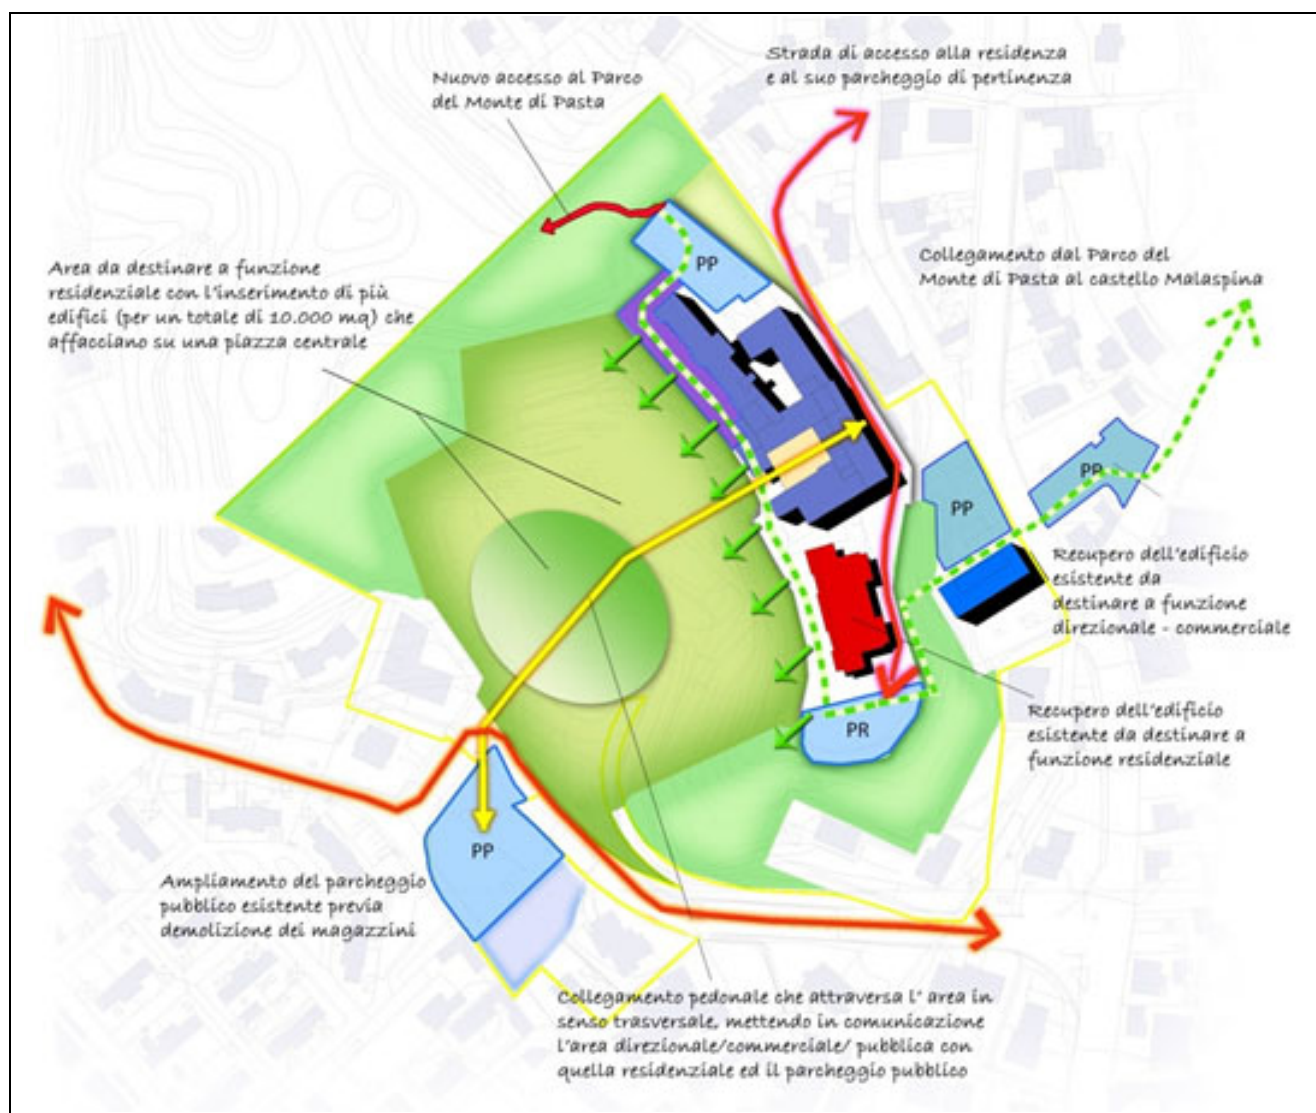 Strada di accesso alla residenza
e al suo parcheggio di pertinenza
Nuovo accesso al Parco
del Monte di Pasta
Collegamento dal Parco del
Monte di Pasta al castello Malaspina
Area da destinare a funzione
residenziale con l'inserimento di più
edifici (per un totale di 10.000 mq) che
affacciano su una piazza centrale
PP
PP
PP
Recupero dell'edificio
esistente da
destinare a funzione
direzionale - commerciale
Recupero dell'edificio
esistente da destinare a
funzione residenziale
PR
PP
Ampliamento del parcheggio
pubblico esistente previa
demolizione dei magazzini
Collegamento pedonale che attraversa l' area in
senso trasversale, mettendo in comunicazione
l'area direzionale/commerciale/ pubblica con
quella residenziale ed il parcheggio pubblico